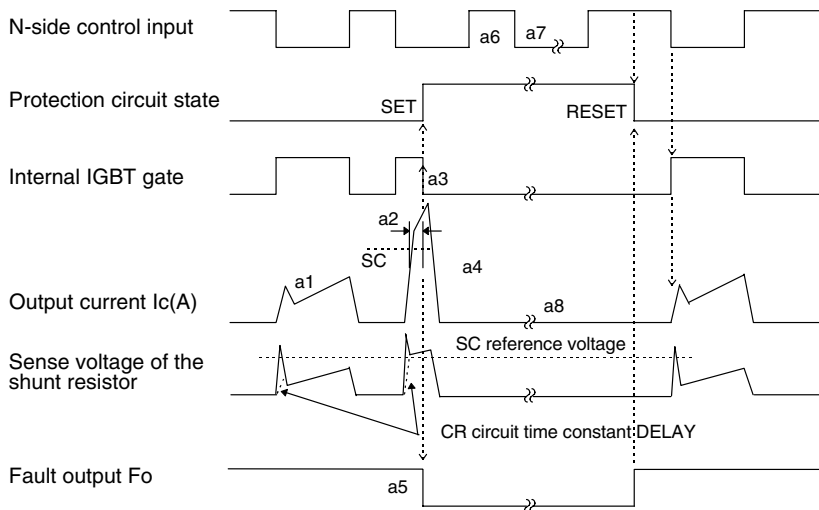 N-side control input
a6
a7
Protection circuit state
SET
RESET
Internal IGBT gate
a3
a2
SC
a4
a1
Output current Ic(A)
a8
SC reference voltage
Sense voltage of the
shunt resistor
CR circuit time constant DELAY
Fault output Fo
a5